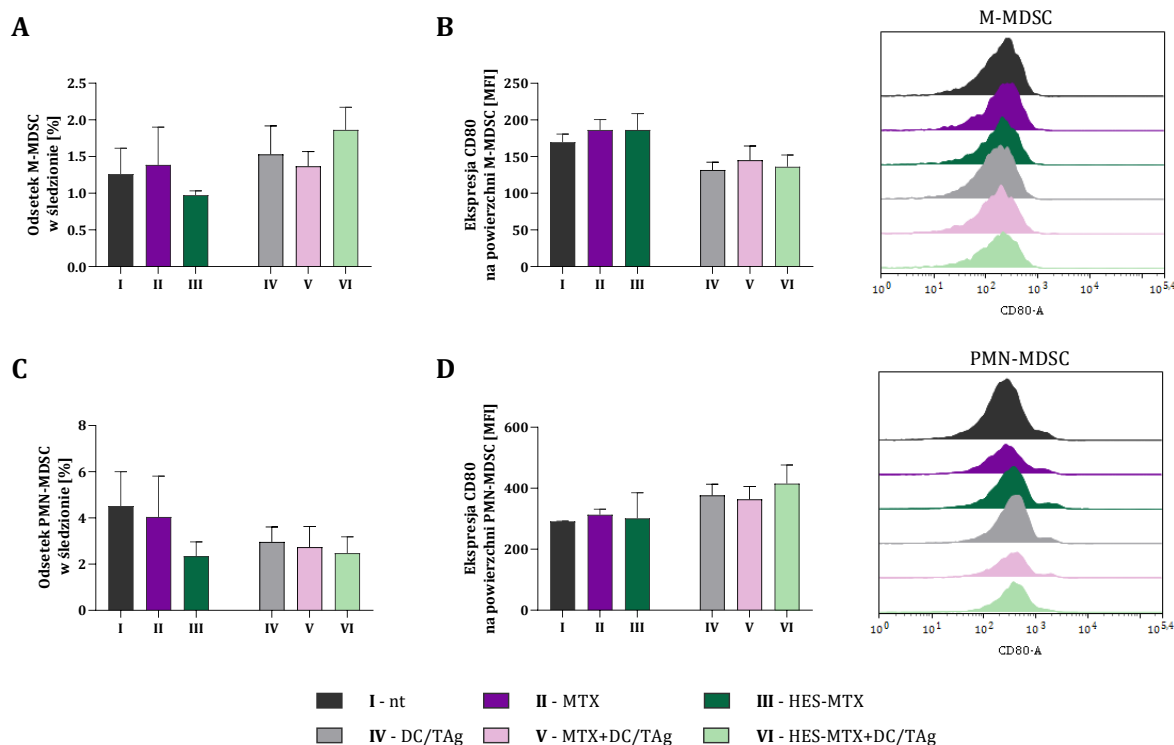 A
Odsetek M-MDSC
w śledzionie [%]
2.5
2.0
1.5
1.0
0.5
0.0
I II III IV V VI
B
Ekspresja CD80
na powierzchni M-MDSC [MFI]
250
200
150
100
50
0
I II III IV V VI
M-MDSC
10^0 10^1 10^2 10^3 10^4 10^5,4
CD80-A
C
Odsetek PMN-MDSC
w śledzionie [%]
8
6
4
2
0
I II III IV V VI
D
Ekspresja CD80
na powierzchni PMN-MDSC [MFI]
600
400
200
0
I II III IV V VI
PMN-MDSC
10^0 10^1 10^2 10^3 10^4 10^5,4
CD80-A
I - nt II - MTX III - HES-MTX
IV - DC/TAg V - MTX+DC/TAg VI - HES-MTX+DC/TAg